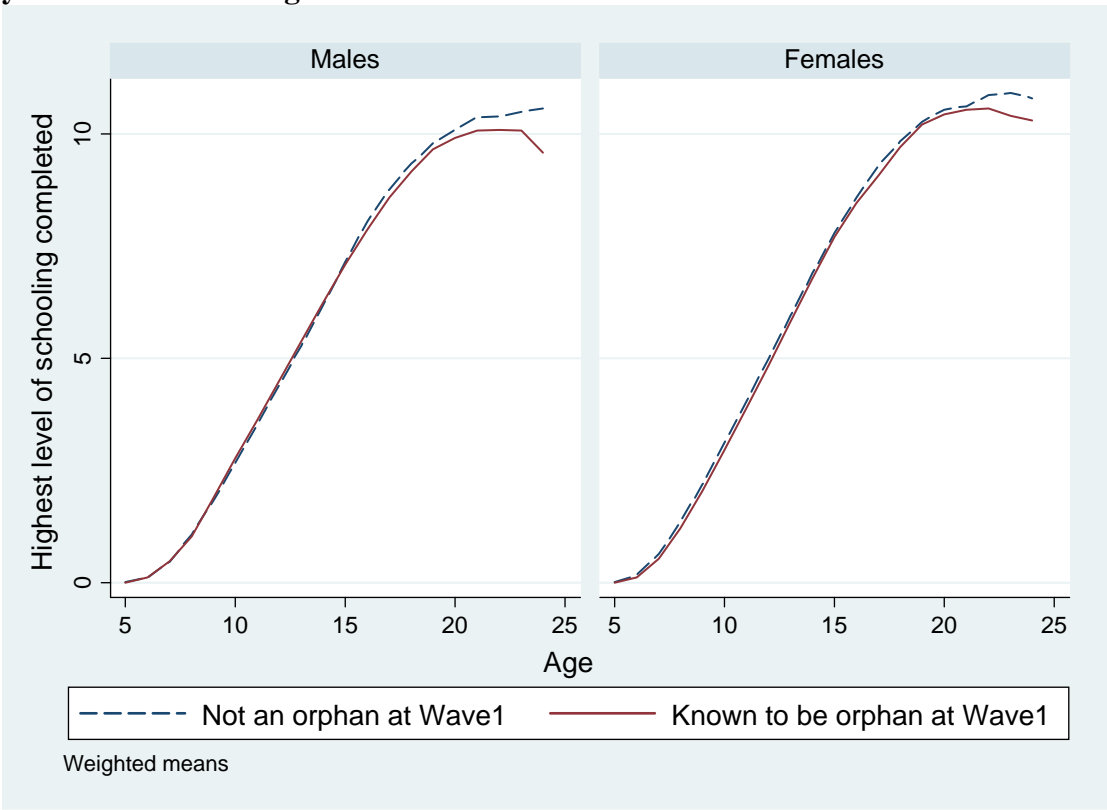 Males Females
Highest level of schooling completed
10
5
0
5 10 15 20 25 5 10 15 20 25
Age
Not an orphan at Wave1 Known to be orphan at Wave1
Weighted means